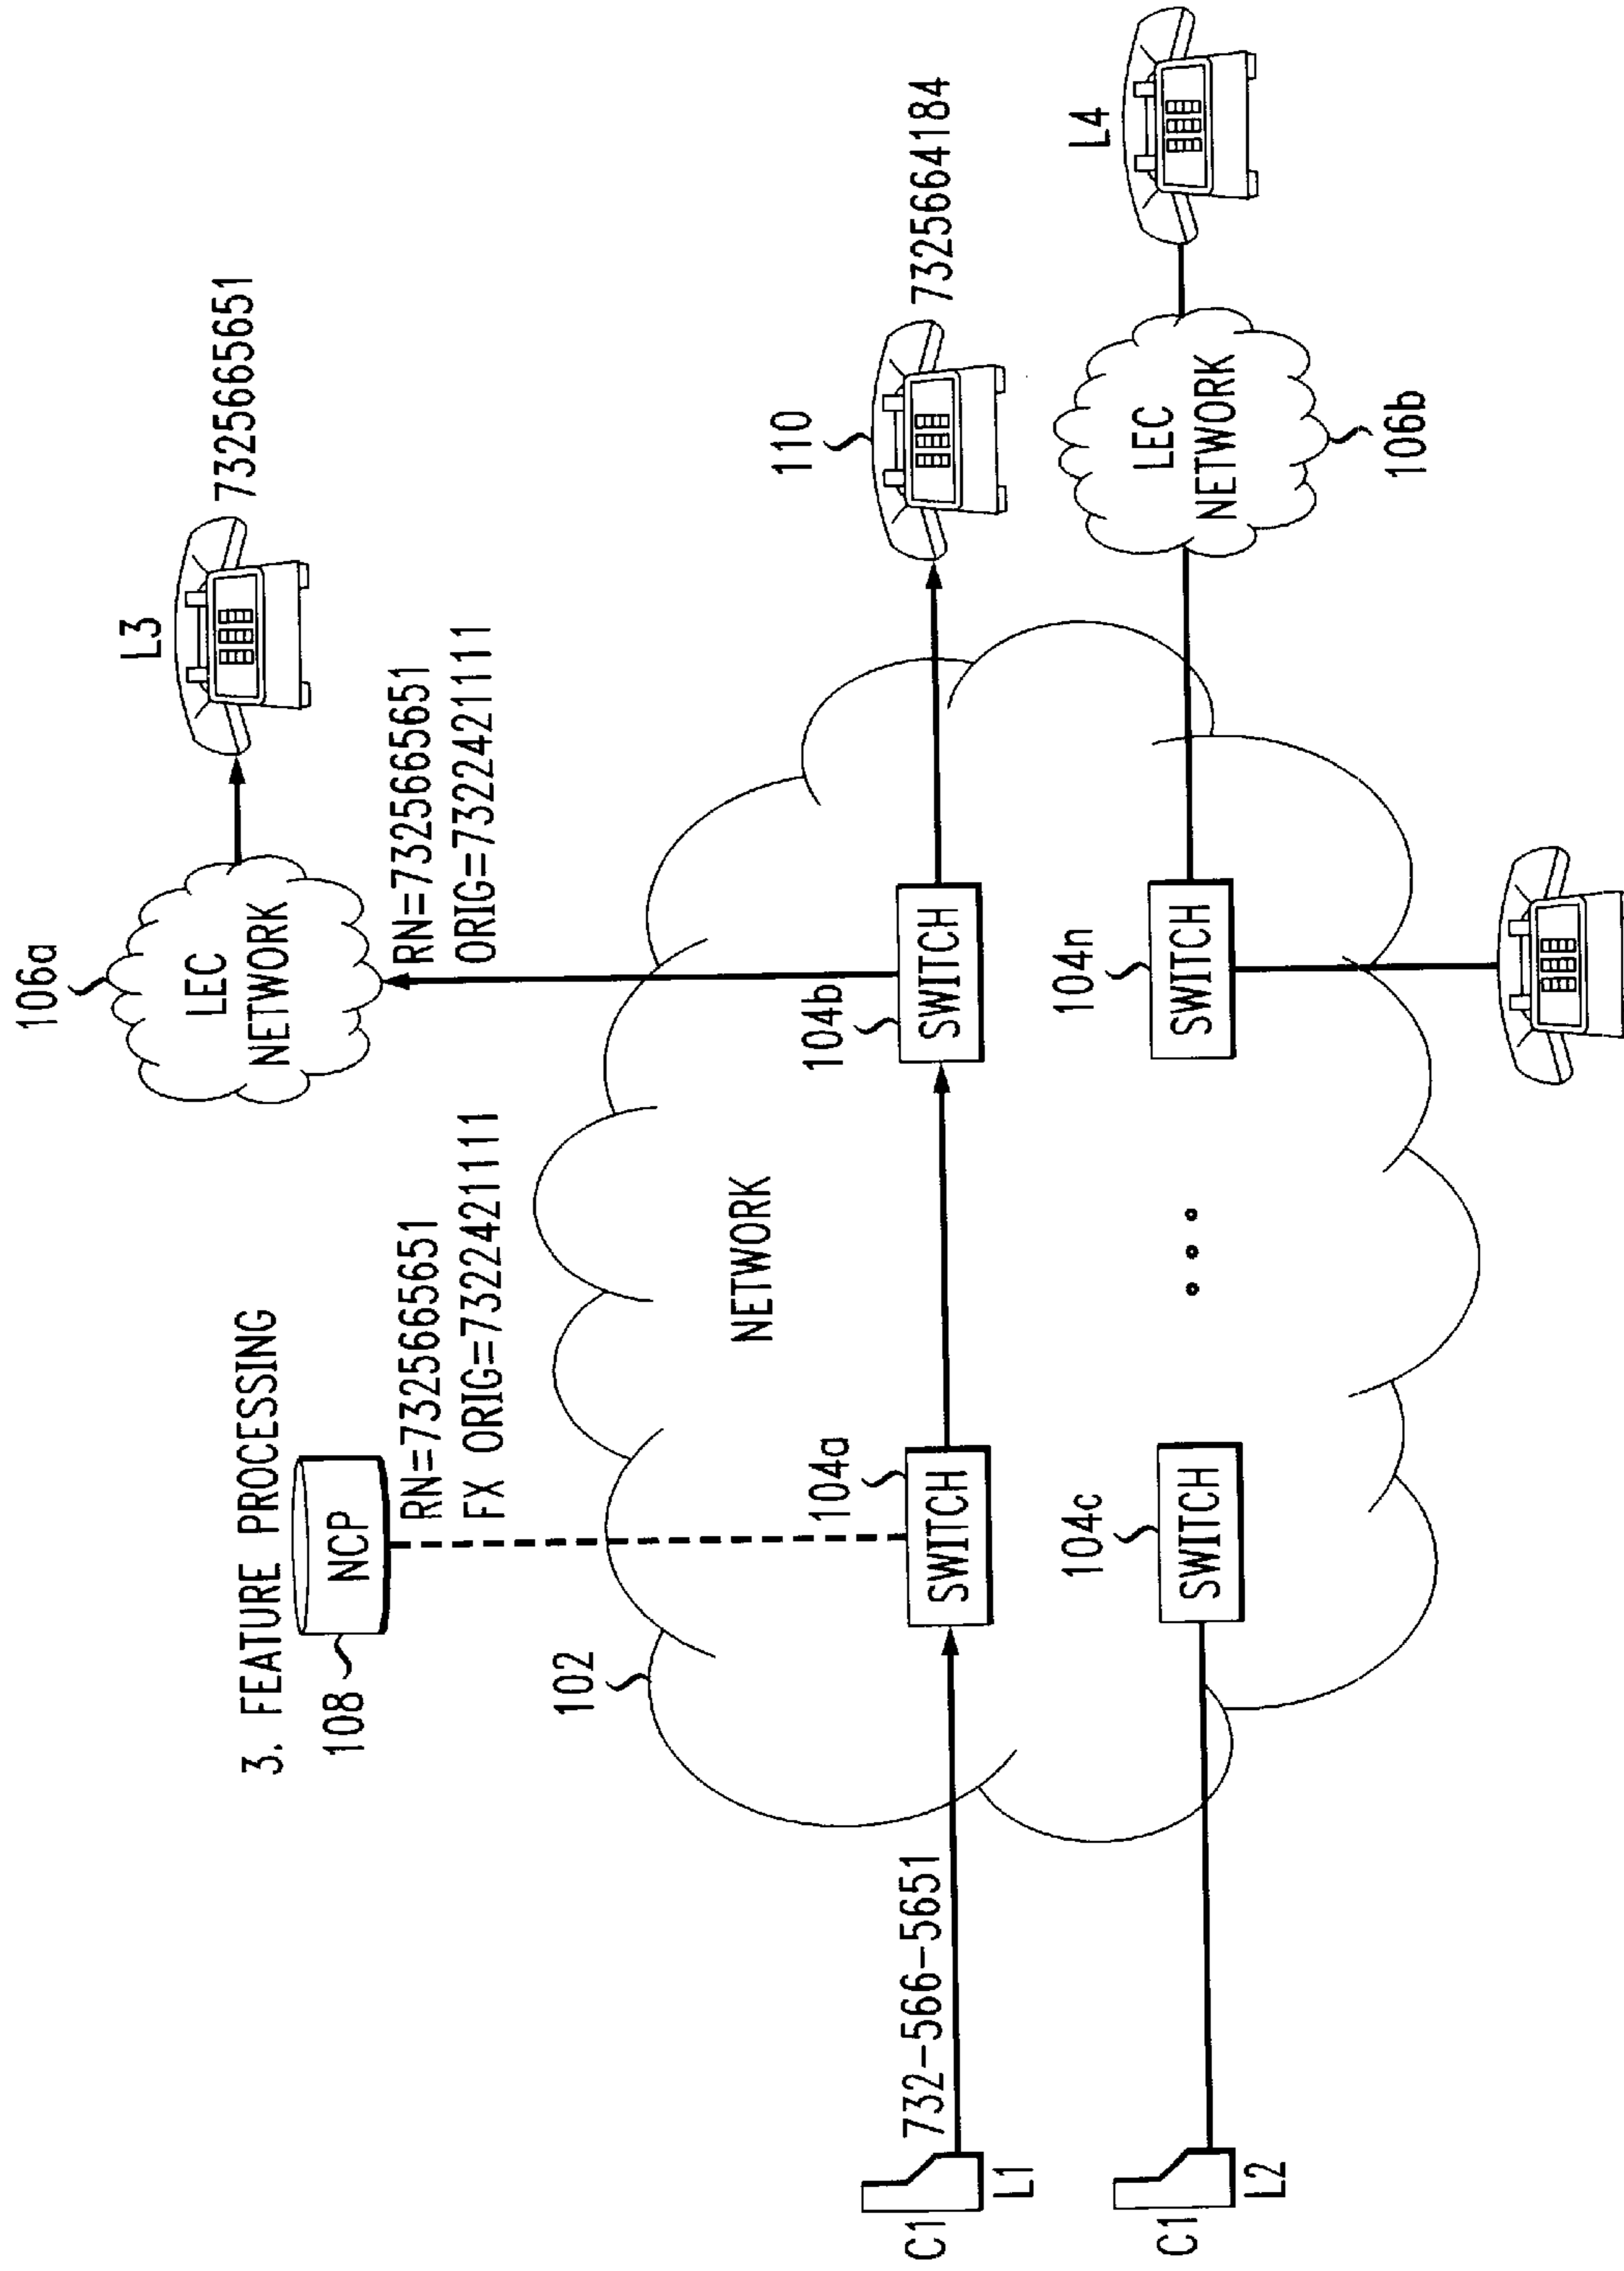 3. FEATURE PROCESSING
108
NCP
RN=7325665651
FX ORIG=7322421111
106a
LEC
NETWORK
L3
7325665651
RN=7325665651
ORIG=7322421111
102
NETWORK
C1
L1
732-566-5651
104a
SWITCH
104b
SWITCH
110
7325664184
C1
L2
104c
SWITCH
104n
SWITCH
LEC
NETWORK
106b
L4